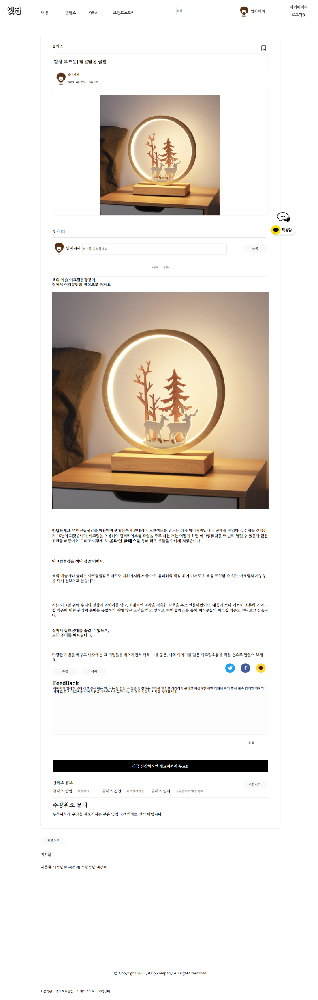 잇집
내방 클래스 Q&A 브랜드스토리
검색
밥아저씨
마이페이지
로그아웃
클래스
[감성 무드등] 달콤달콤 꿀잠
밥아저씨
2021-06-23 hit 17
톡상담
후기 [0]
밥아저씨 후기를 입력하세요. 등록
이전 다음
색의 예술 아크릴물감공예,
집에서 여러분만의 방식으로 즐겨요.
안녕하세요 ^^ 아크릴물감을 이용하여 생활용품과 인테리어 오브젝트를 만드는 화가 밥아저씨입니다. 공예를 작업하고, 수업을 진행한
지 15년이 되었습니다. 아크릴을 이용하여 인테리어소품 작업을 주로 하는 저는 어떻게 하면 아크릴물감을 더 널리 알릴 수 있을까 많은
고민을 해왔어요. 그리고 이렇게 첫 온라인 클래스를 통해 많은 분들을 만나게 되었습니다.
아크릴물감은 색이 정말 이뻐요.
색의 예술이라 불리는 아크릴물감은 마르면 지워지지않아 좋아요. 유리위의 색감 위에 다채로운 색을 표현할 수 있는 아크릴의 가능성
을 다시 선보이고 싶습니다.
저는 아크릴 위에 우리의 일상과 이야기를 담고, 현대적인 미감을 적용한 작품을 주로 만들어왔어요. 대중과 보다 가까이 소통하고 아크
릴 작품에 대한 관심과 흥미를 유발하기 위해 많은 노력을 하고 있지요. 이번 클래스를 통해 여러분들의 아크릴 작품도 만나보고 싶습니
다.
집에서 칠보공예를 즐길 수 있도록,
모든 준비를 해드립니다.
다양한 기법을 배우고 나중에는 그 기법들을 섞어가면서 더욱 나를 닮은, 나의 이야기를 담은 아크릴소품을 직접 손으로 만들어 보세
요.
수정 삭제
FeedBack
이때까지 영상만 보며 하고 싶은 마음 반, 나는 잘 만들 수 없을 것 같다는 두려움 반으로 시작하지 못하고 계셨다면 이번 기회에 저와 같이 계속 함께할 취미의
시작을, 혹은 재료비를 넘어 작품을 다양한 사람들과 나눌 수 있는 창업의 시작을 끊어봅시다!
등록
지금 신청하시면 재료비까지 무료!!
클래스 정보
수강하기
클래스 방법 현장강의 클래스 신청 바로신청가능 클래스 일시 인원충족후 일정 통보
수강취소 문의
부득이하게 수강을 취소하시는 분은 잇집 고객센터로 연락 바랍니다.
목록으로
이전글 ::
다음글 :: [투명한 귀걸이] 투명투명 귀걸이
© Copyright 2021. itzip_company All rights reserved
이용약관 정보처리방침 브랜드스토리 고객센터